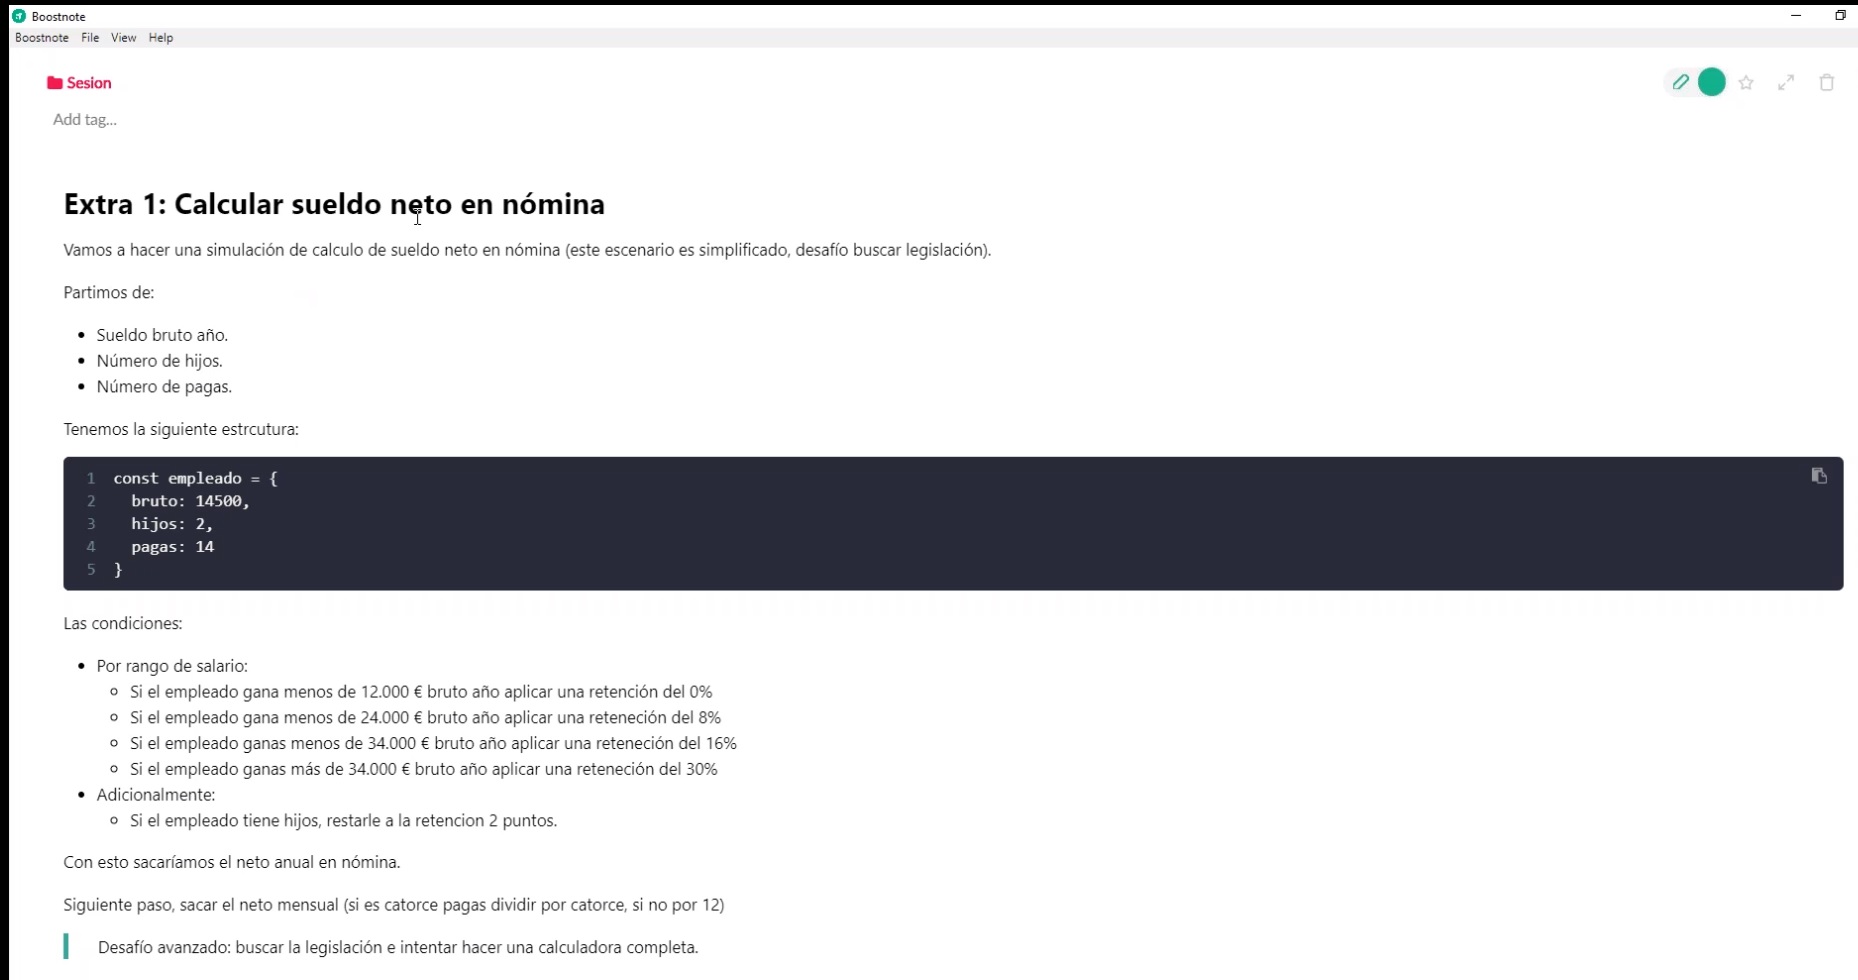 Boostnote
Boostnote File View Help
Sesion
Add tag...
Extra 1: Calcular sueldo neto en nómina
Vamos a hacer una simulación de calculo de sueldo neto en nómina (este escenario es simplificado, desafío buscar legislación).
Partimos de:
• Sueldo bruto año.
• Número de hijos.
• Número de pagas.
Tenemos la siguiente estrcutura:
1 const empleado = {
2   bruto: 14500,
3   hijos: 2,
4   pagas: 14
5 }
Las condiciones:
• Por rango de salario:
◦ Si el empleado gana menos de 12.000 € bruto año aplicar una retención del 0%
◦ Si el empleado gana menos de 24.000 € bruto año aplicar una reteneción del 8%
◦ Si el empleado ganas menos de 34.000 € bruto año aplicar una reteneción del 16%
◦ Si el empleado ganas más de 34.000 € bruto año aplicar una reteneción del 30%
• Adicionalmente:
◦ Si el empleado tiene hijos, restarle a la retencion 2 puntos.
Con esto sacaríamos el neto anual en nómina.
Siguiente paso, sacar el neto mensual (si es catorce pagas dividir por catorce, si no por 12)
Desafío avanzado: buscar la legislación e intentar hacer una calculadora completa.